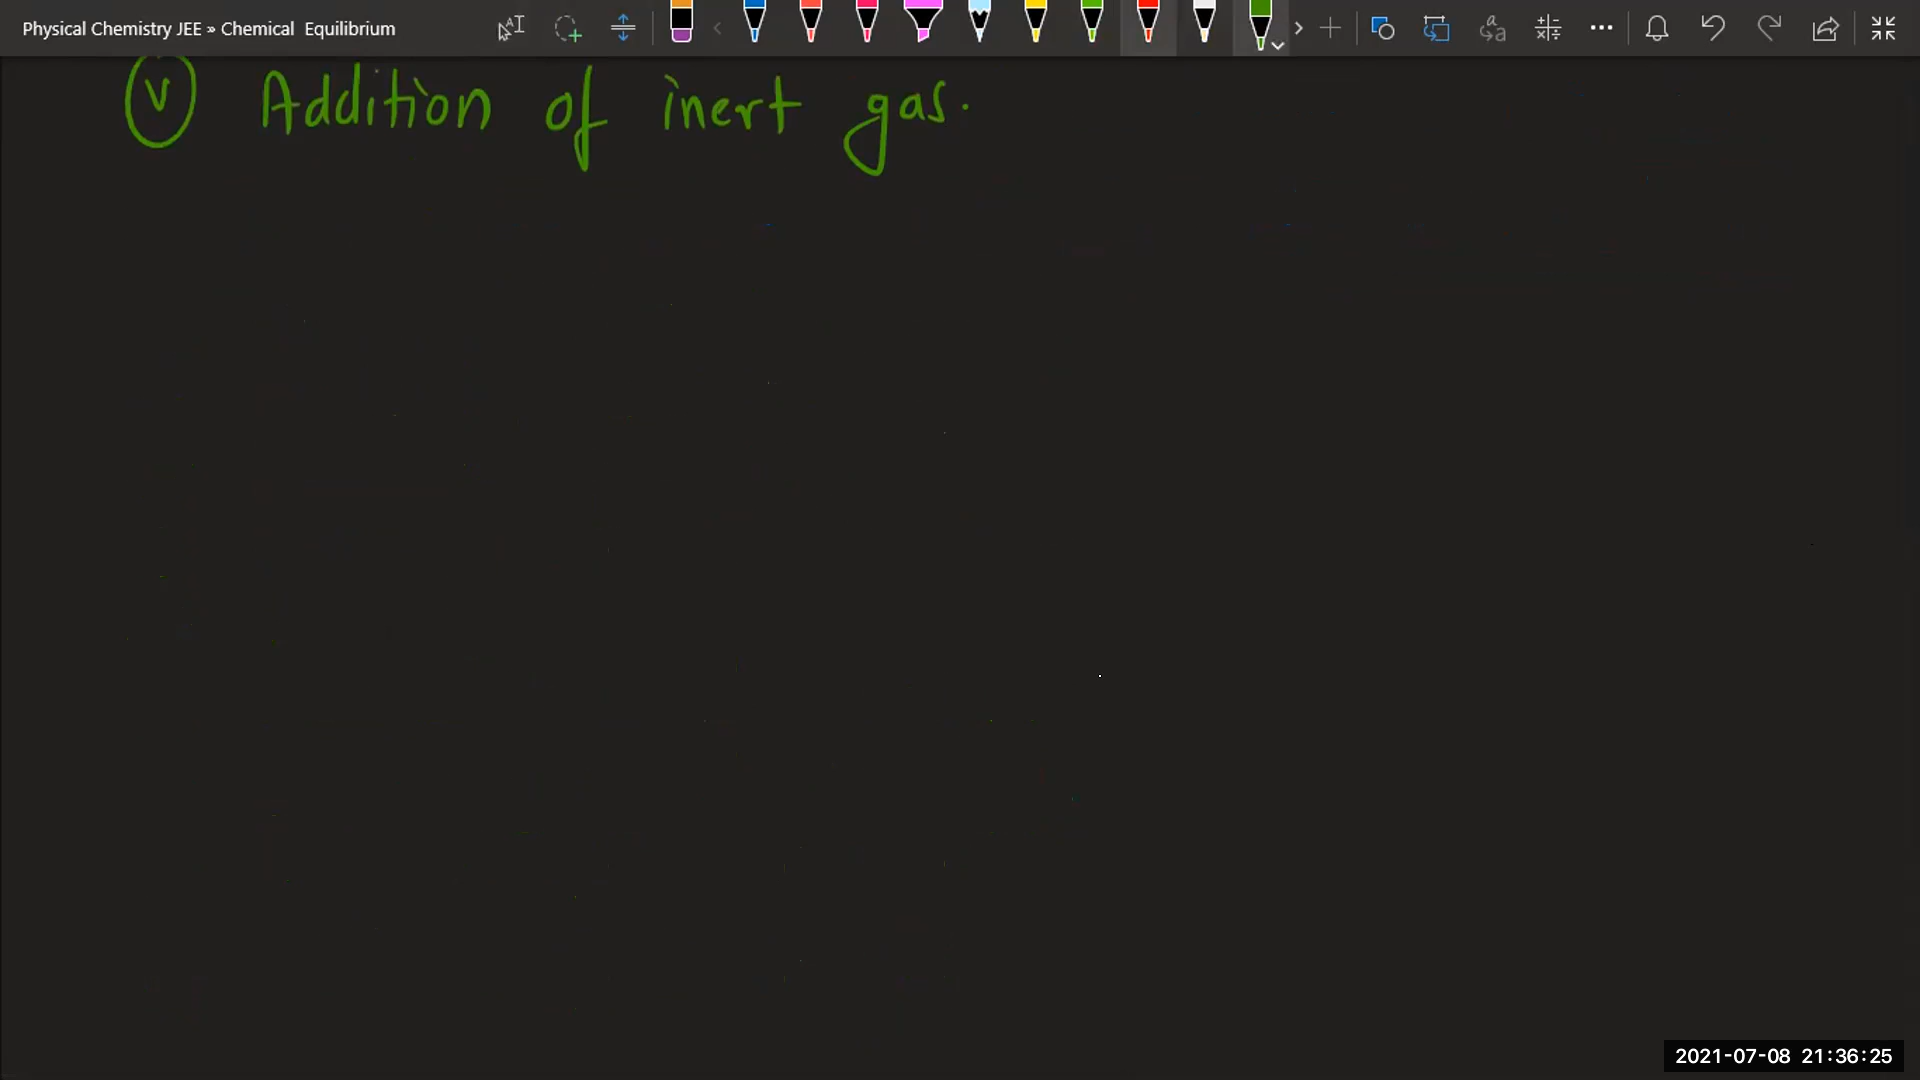 Physical Chemistry JEE » Chemical Equilibrium
(v) Addition of inert gas.
2021-07-08 21:36:25